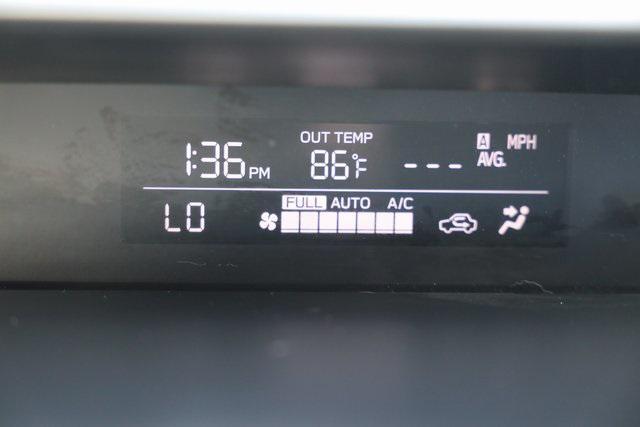 OUT TEMP A MPH
1:36 PM 86°F --- AVG.
FULL AUTO A/C
LO